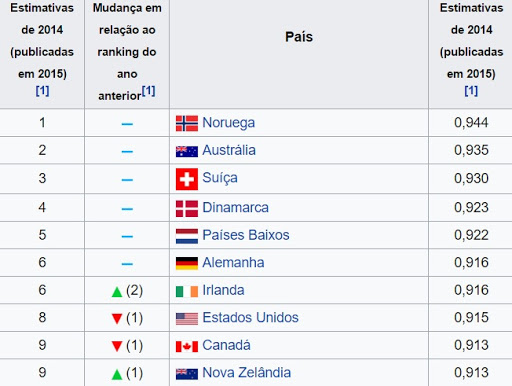 Estimativas de 2014 (publicadas em 2015) [1] Mudança em relação ao ranking do ano anterior[1] País Estimativas de 2014 (publicadas em 2015) [1]
1 – Noruega 0,944
2 – Austrália 0,935
3 – Suíça 0,930
4 – Dinamarca 0,923
5 – Países Baixos 0,922
6 – Alemanha 0,916
6 ▲ (2) Irlanda 0,916
8 ▼ (1) Estados Unidos 0,915
9 ▼ (1) Canadá 0,913
9 ▲ (1) Nova Zelândia 0,913